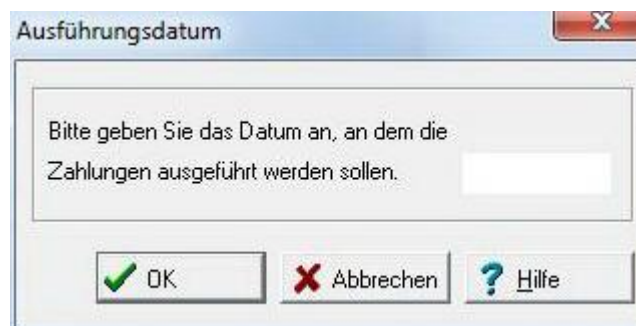 Ausführungsdatum
Bitte geben Sie das Datum an, an dem die
Zahlungen ausgeführt werden sollen.
OK
Abbrechen
Hilfe